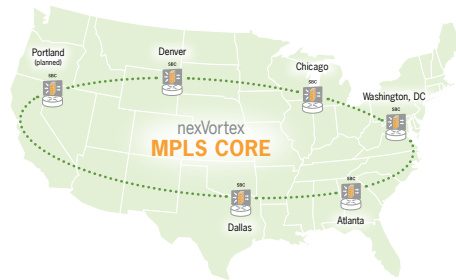 Portland
(planned)
SBC
Denver
SBC
Chicago
SBC
Washington, DC
SBC
nexVortex
MPLS CORE
SBC
Dallas
SBC
Atlanta